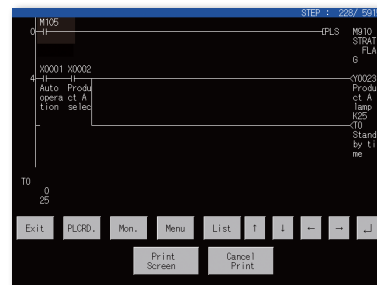 STEP : 228/ 591
M105
0
PLS M910
STRAT
FLA
G
X0001 X0002
4
Y0023
Auto Produ
opera ct A
tion selec
Produ
ct A
lamp
K25
T0
Stand
by ti
me
T0
0
25
Exit PLCRD. Mon. Menu List ↑ ↓ ← → ↵
Print
Screen
Cancel
Print